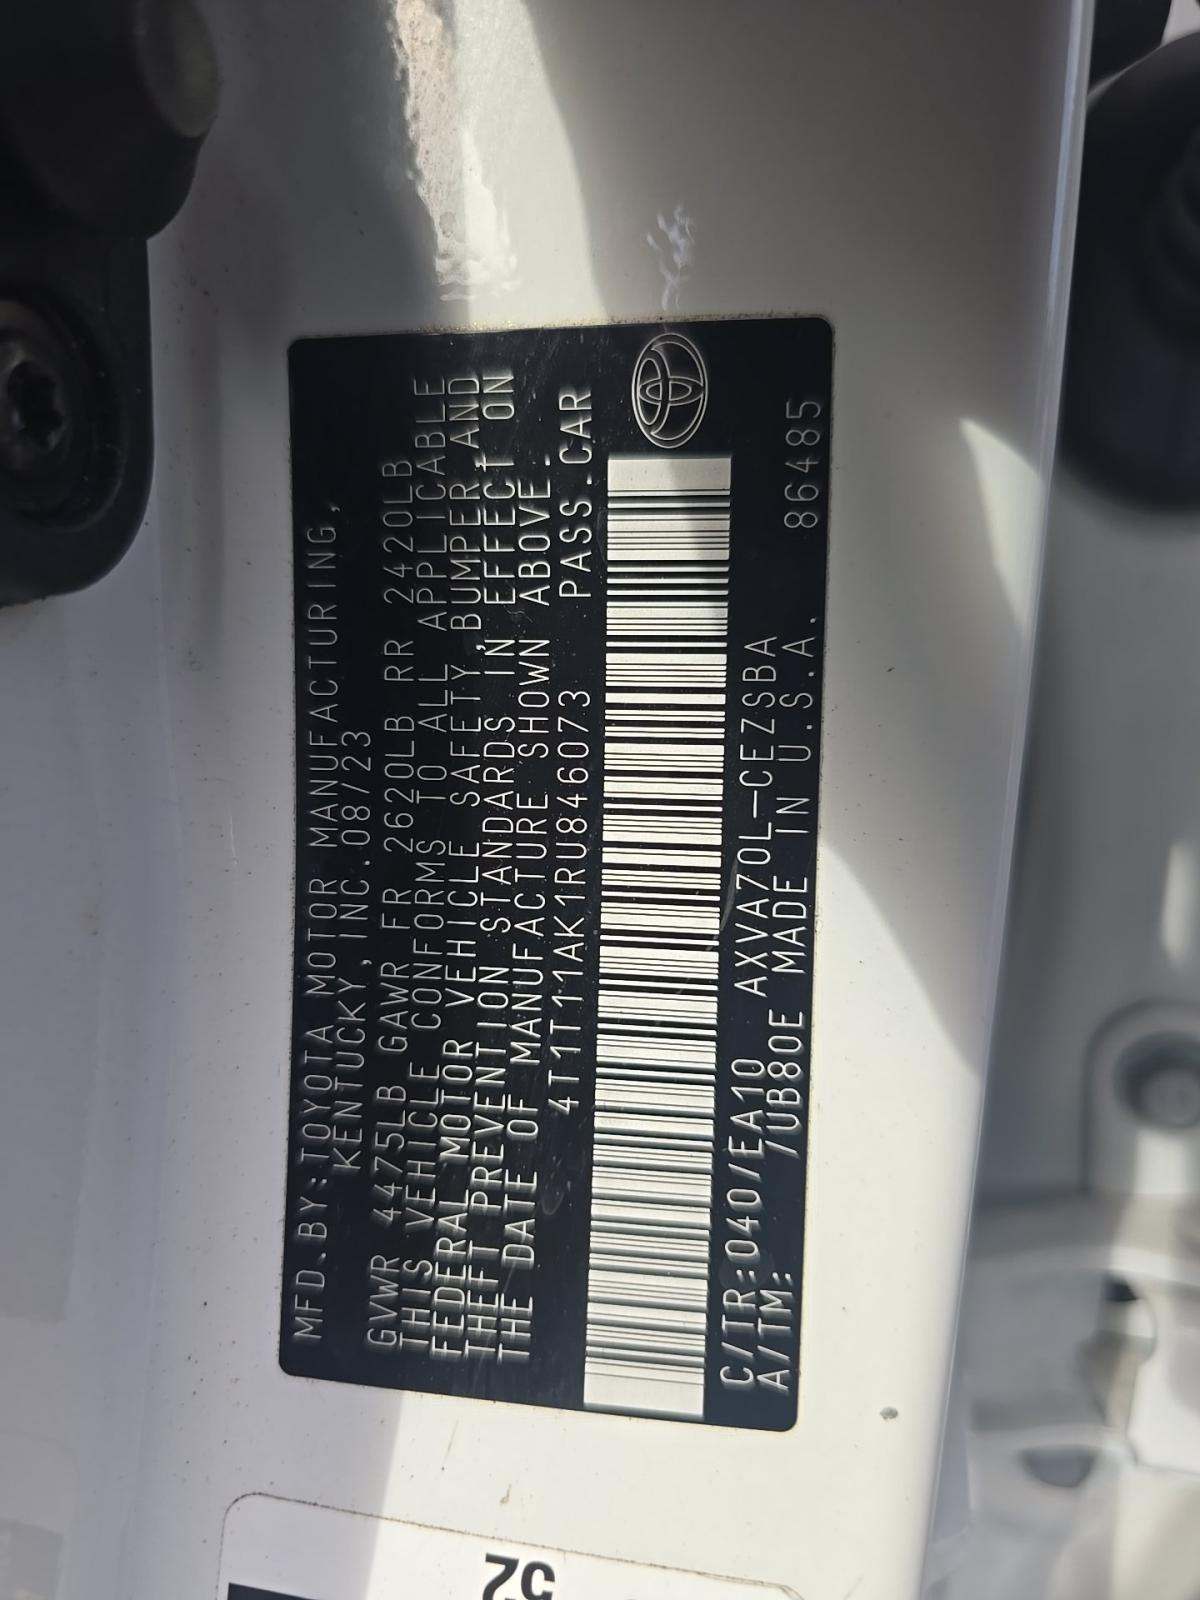 MFD.BY:TOYOTA MOTOR MANUFACTURING,
KENTUCKY,INC.08/23
GVWR 4475LB GAWR FR 2620LB RR 2420LB
THIS VEHICLE CONFORMS TO ALL APPLICABLE
FEDERAL MOTOR VEHICLE SAFETY,BUMPER,AND
THEFT PREVENTION STANDARDS IN EFFECT ON
THE DATE OF MANUFACTURE SHOWN ABOVE.
4T1T11AK1RU846073 PASS.CAR
C/TR:040/EA10 AXVA70L-CEZSBA 86485
A/TM: /UB80E MADE IN U.S.A.
52